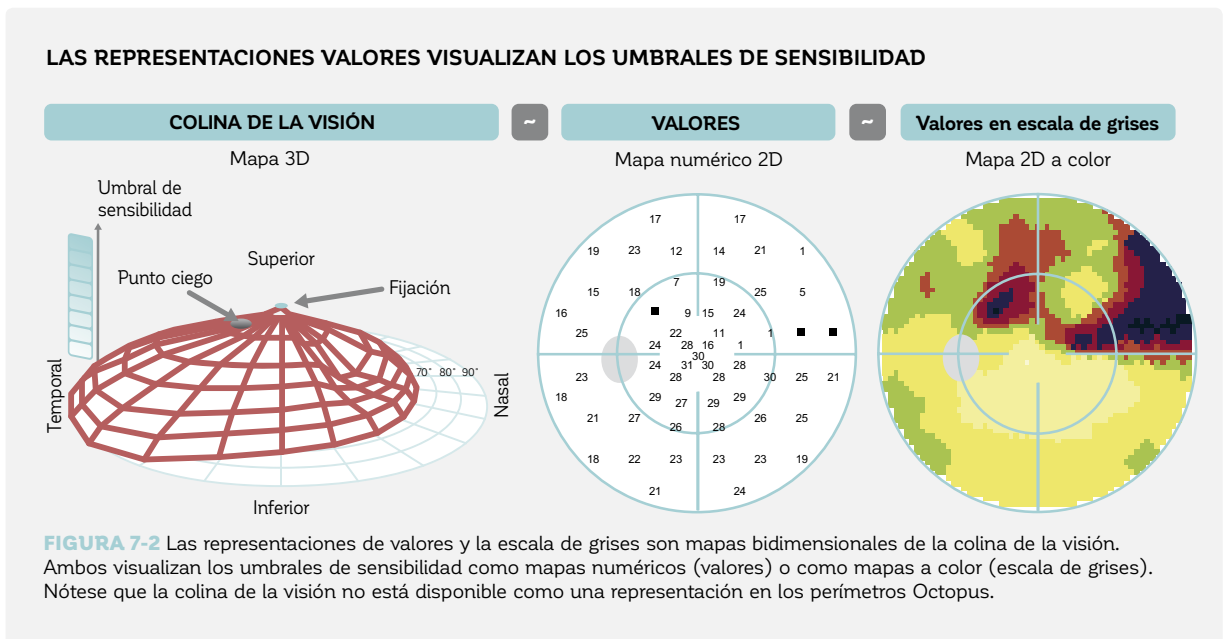 LAS REPRESENTACIONES VALORES VISUALIZAN LOS UMBRALES DE SENSIBILIDAD
COLINA DE LA VISIÓN ~ VALORES ~ Valores en escala de grises
Mapa 3D Mapa numérico 2D Mapa 2D a color
Umbral de
sensibilidad
Superior
Punto ciego
Fijación
70° 80° 90°
Temporal
Nasal
Inferior
17 17
19 23 12 14 21 1
7 19
15 18 25 5
16 9 15 24
25 22 11 1
24 28 16 1
30
24 31 30 28
23 28 28 30 25 21
18 29 27 29 29
21 27 26 25
26 28
18 22 23 23 23 19
21 24
FIGURA 7-2 Las representaciones de valores y la escala de grises son mapas bidimensionales de la colina de la visión.
Ambos visualizan los umbrales de sensibilidad como mapas numéricos (valores) o como mapas a color (escala de grises).
Nótese que la colina de la visión no está disponible como una representación en los perímetros Octopus.